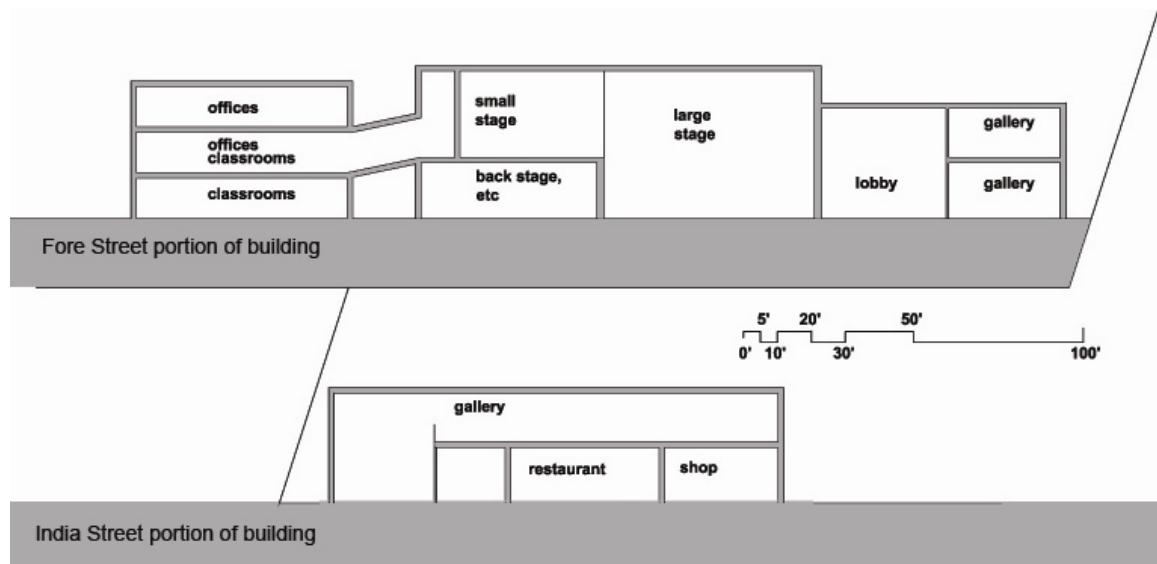 offices
offices
classrooms
classrooms
small
stage
back stage,
etc
large
stage
lobby
gallery
gallery
Fore Street portion of building
5' 20' 50'
0' 10' 30' 100'
gallery
restaurant
shop
India Street portion of building